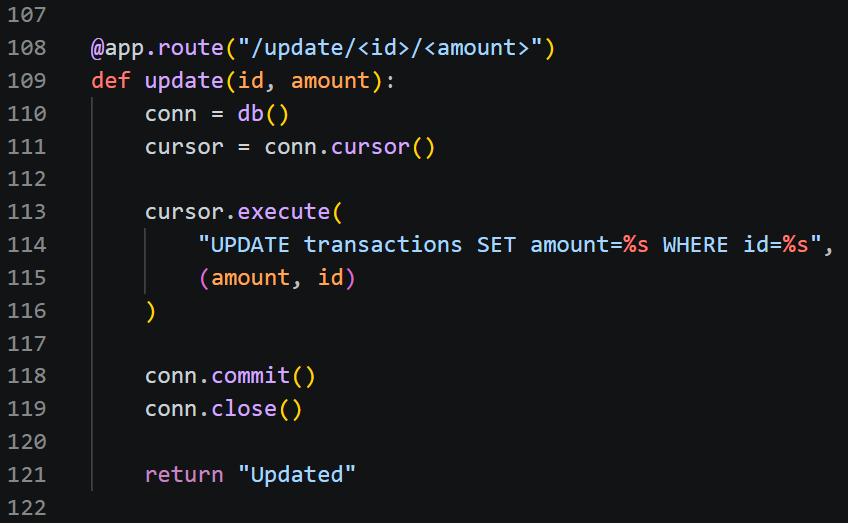 107
108 @app.route("/update/<id>/<amount>")
109 def update(id, amount):
110     conn = db()
111     cursor = conn.cursor()
112
113     cursor.execute(
114         "UPDATE transactions SET amount=%s WHERE id=%s",
115         (amount, id)
116     )
117
118     conn.commit()
119     conn.close()
120
121     return "Updated"
122